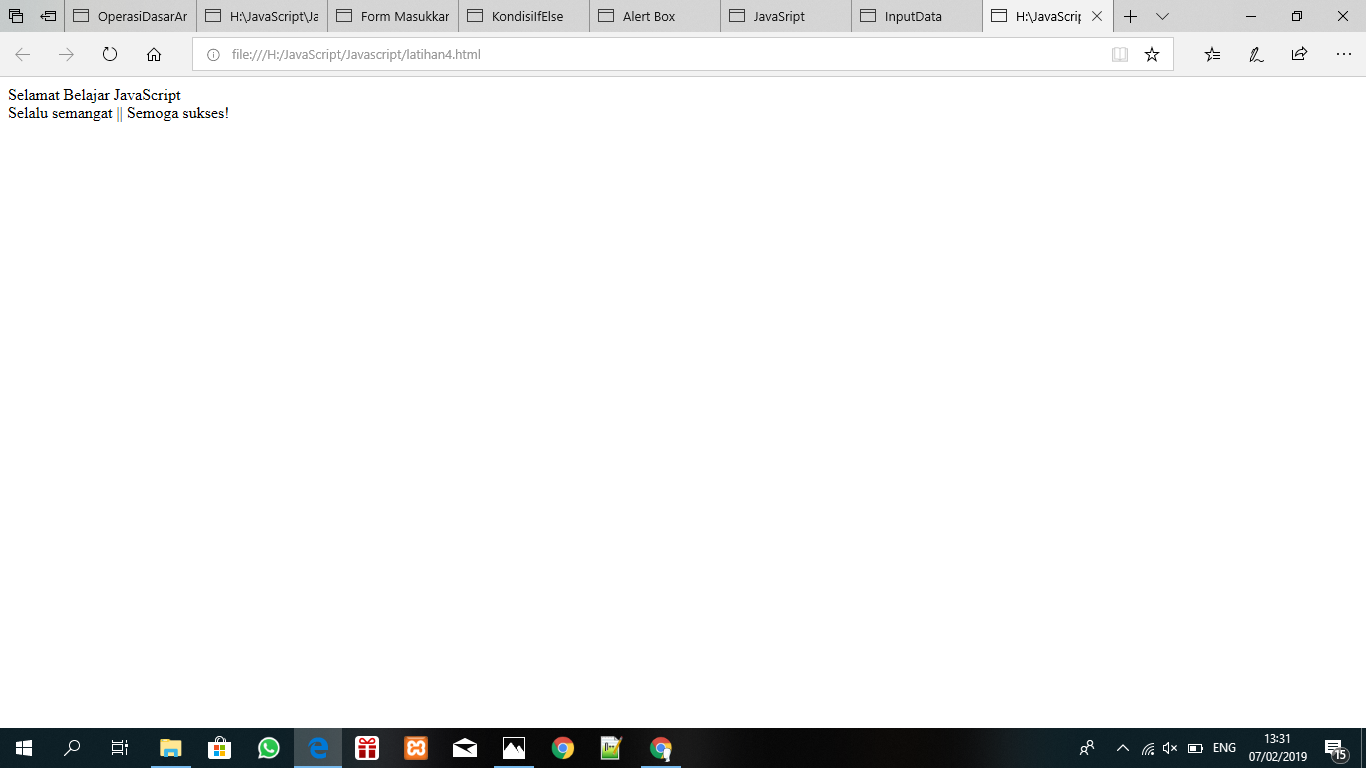 OperasiDasarAr
H:\JavaScript\Ja
Form Masukkar
KondisiIfElse
Alert Box
JavaSript
InputData
H:\JavaScrip
file:///H:/JavaScript/Javascript/latihan4.html
Selamat Belajar JavaScript
Selalu semangat || Semoga sukses!
ENG
13:31
07/02/2019
15